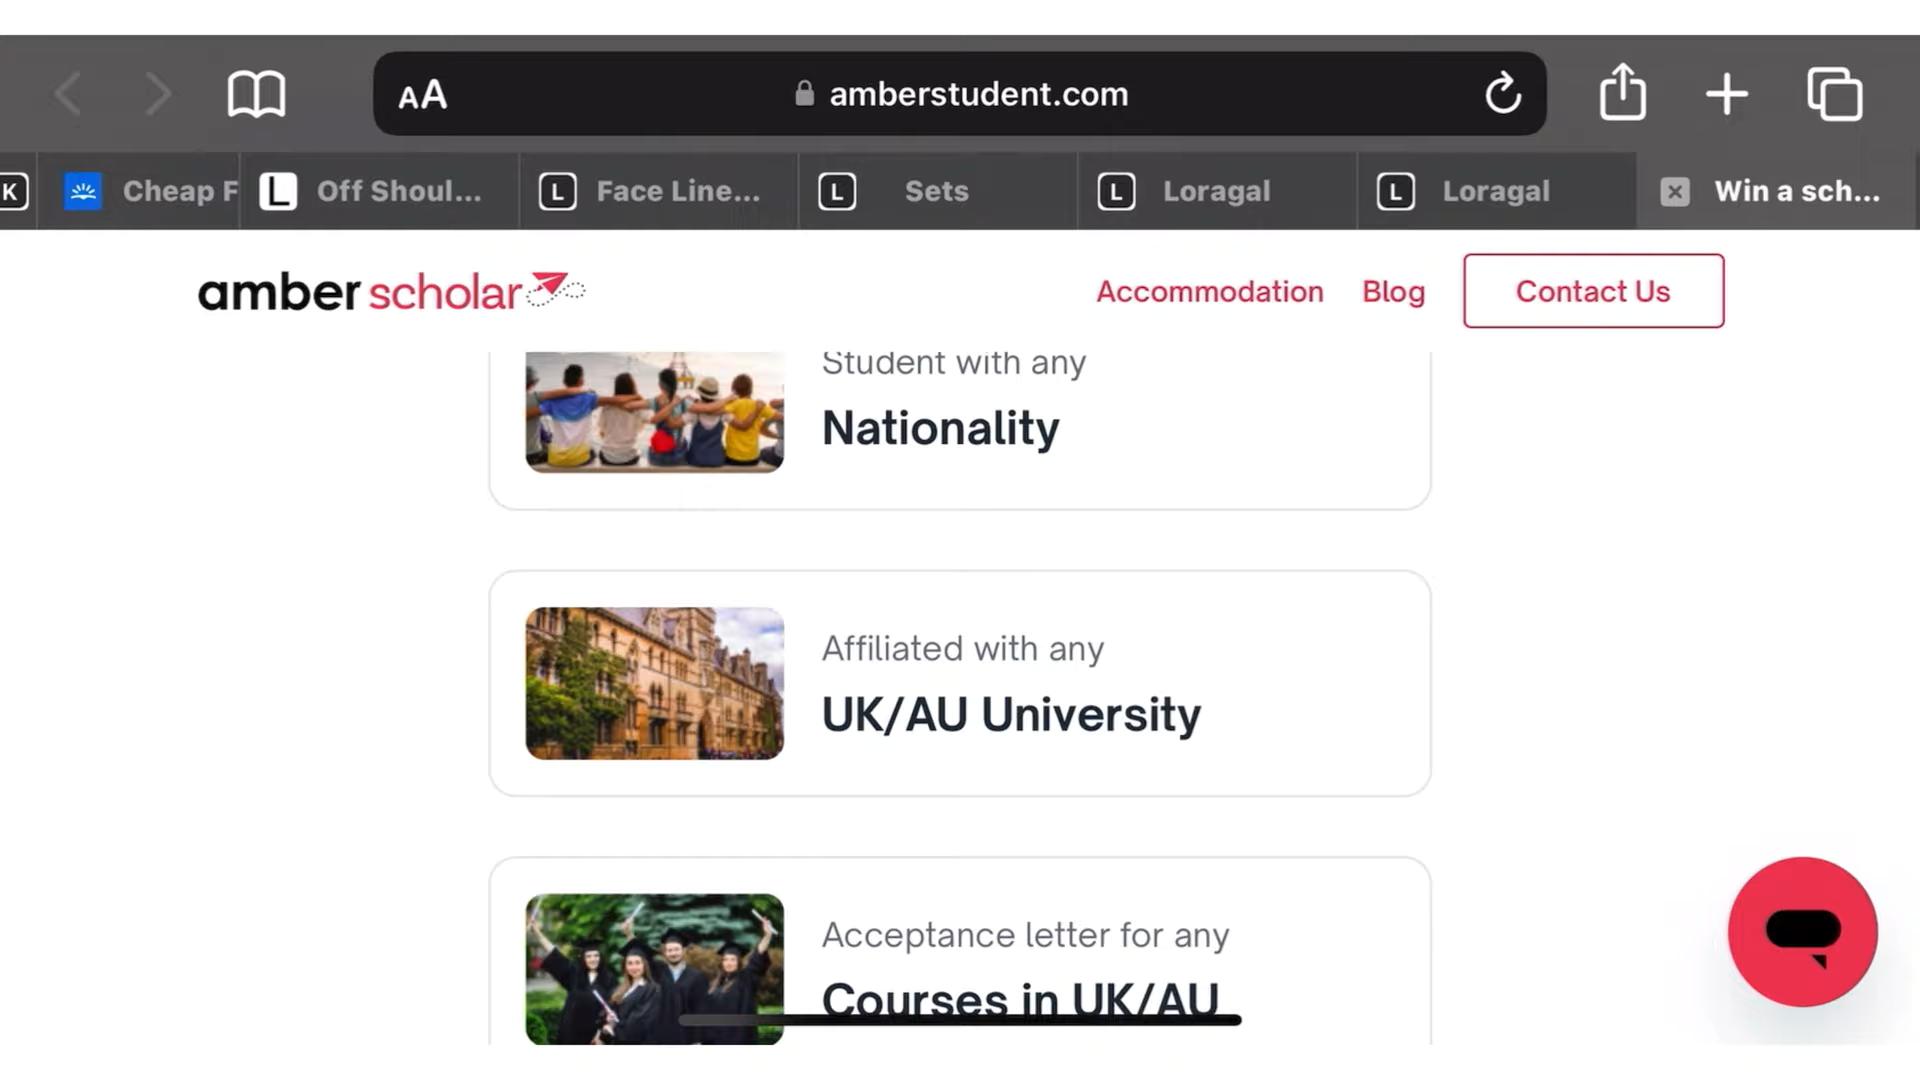 AA amberstudent.com
K Cheap F L Off Shoul... L Face Line... L Sets L Loragal L Loragal Win a sch...
amber scholar Accommodation Blog Contact Us
Student with any
Nationality
Affiliated with any
UK/AU University
Acceptance letter for any
Courses in UK/AU